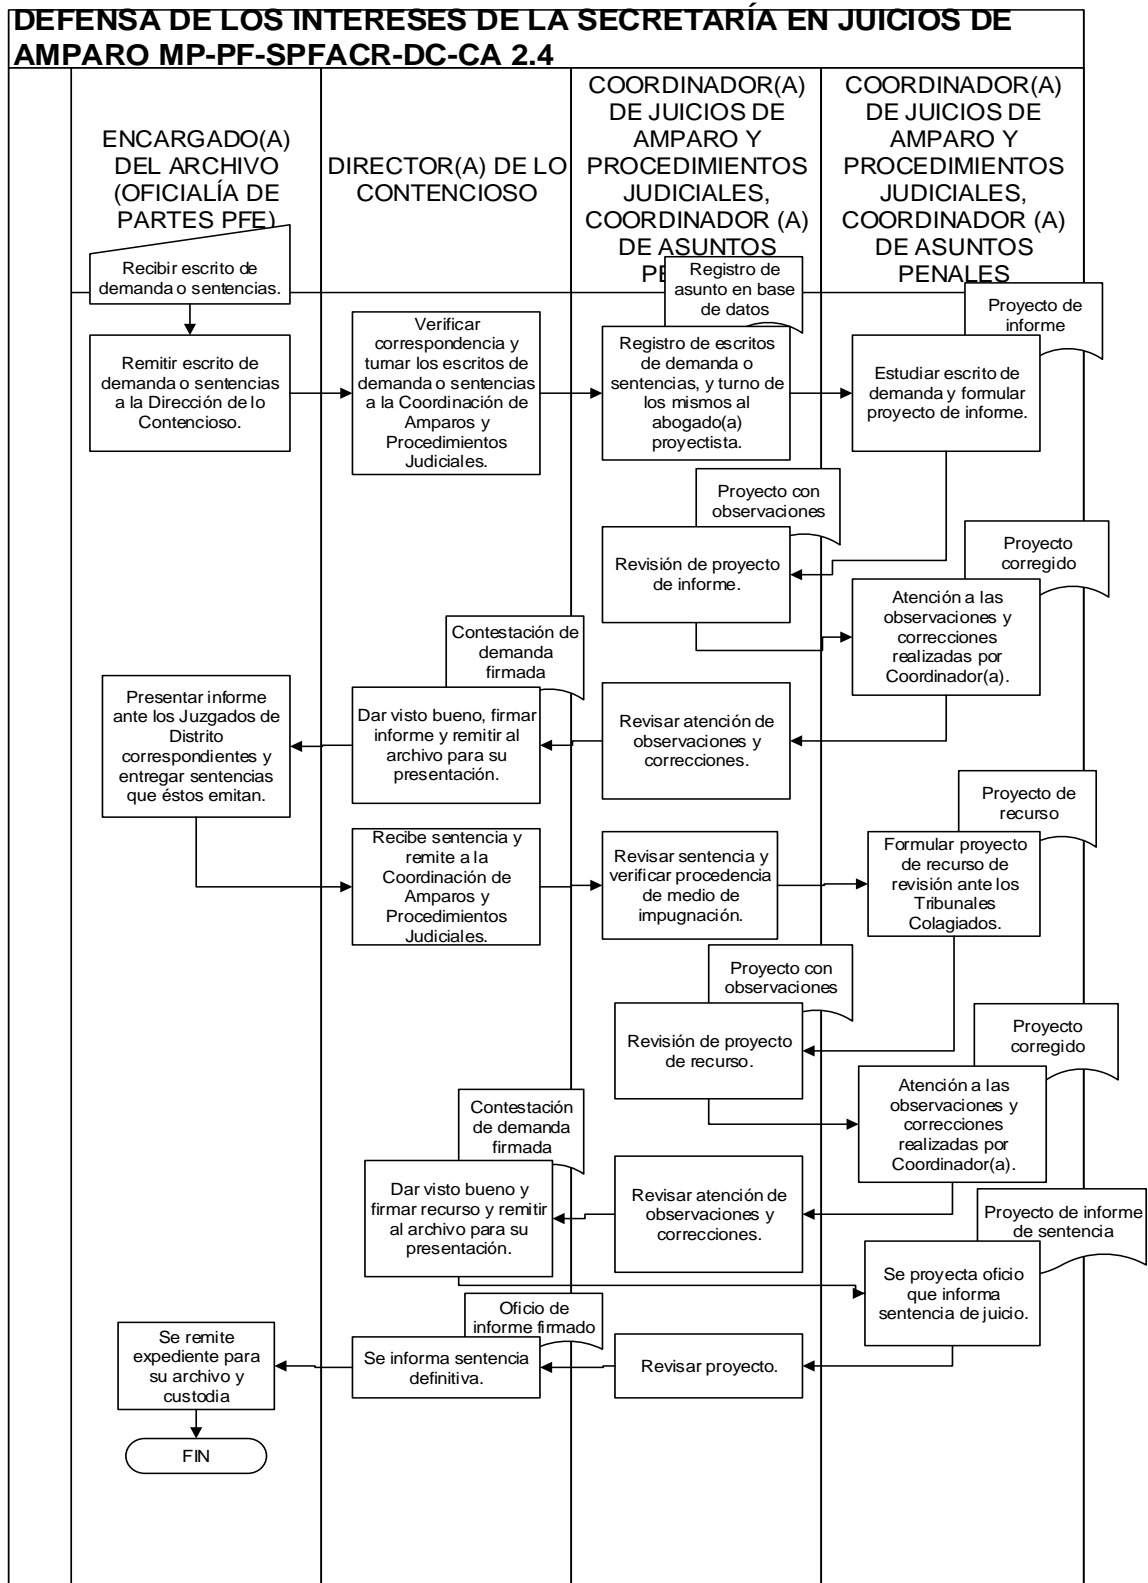 DEFENSA DE LOS INTERESES DE LA SECRETARÍA EN JUICIOS DE
AMPARO MP-PF-SPFACR-DC-CA 2.4
ENCARGADO(A)
DEL ARCHIVO
(OFICIALÍA DE
PARTES PFE)
DIRECTOR(A) DE LO
CONTENCIOSO
COORDINADOR(A)
DE JUICIOS DE
AMPARO Y
PROCEDIMIENTOS
JUDICIALES,
COORDINADOR (A)
DE ASUNTOS
COORDINADOR(A)
DE JUICIOS DE
AMPARO Y
PROCEDIMIENTOS
JUDICIALES,
COORDINADOR (A)
DE ASUNTOS
PENALES
Recibir escrito de
demanda o sentencias.
Registro de
asunto en base
de datos
Proyecto de
informe
Remitir escrito de
demanda o sentencias
a la Dirección de lo
Contencioso.
Verificar
correspondencia y
turnar los escritos de
demanda o sentencias
a la Coordinación de
Amparos y
Procedimientos
Judiciales.
Registro de escritos
de demanda o
sentencias, y turno de
los mismos al
abogado(a)
proyectista.
Estudiar escrito de
demanda y formular
proyecto de informe.
Proyecto con
observaciones
Revisión de proyecto
de informe.
Proyecto
corregido
Atención a las
observaciones y
correcciones
realizadas por
Coordinador(a).
Contestación de
demanda
firmada
Revisar atención de
observaciones y
correcciones.
Dar visto bueno, firmar
informe y remitir al
archivo para su
presentación.
Presentar informe
ante los Juzgados de
Distrito
correspondientes y
entregar sentencias
que éstos emitan.
Recibe sentencia y
remite a la
Coordinación de
Amparos y
Procedimientos
Judiciales.
Revisar sentencia y
verificar procedencia
de medio de
impugnación.
Proyecto de
recurso
Formular proyecto
de recurso de
revisión ante los
Tribunales
Colagiados.
Proyecto con
observaciones
Revisión de proyecto
de recurso.
Proyecto
corregido
Atención a las
observaciones y
correcciones
realizadas por
Coordinador(a).
Contestación
de demanda
firmada
Revisar atención de
observaciones y
correcciones.
Dar visto bueno y
firmar recurso y remitir
al archivo para su
presentación.
Proyecto de informe
de sentencia
Se proyecta oficio
que informa
sentencia de juicio.
Oficio de
informe firmado
Revisar proyecto.
Se informa sentencia
definitiva.
Se remite
expediente para
su archivo y
custodia
FIN